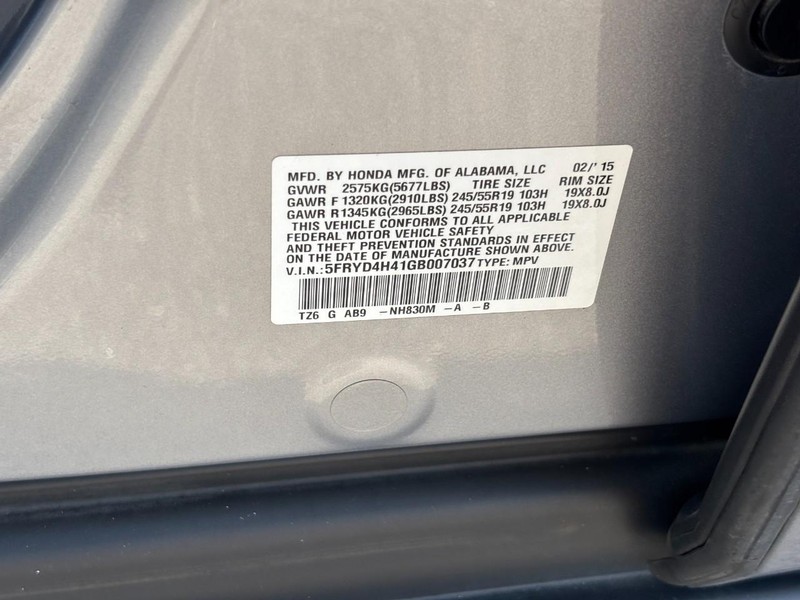 MFD. BY HONDA MFG. OF ALABAMA, LLC 02/'15
GVWR 2575KG(5677LBS) TIRE SIZE RIM SIZE
GAWR F 1320KG(2910LBS) 245/55R19 103H 19X8.0J
GAWR R 1345KG(2965LBS) 245/55R19 103H 19X8.0J
THIS VEHICLE CONFORMS TO ALL APPLICABLE
FEDERAL MOTOR VEHICLE SAFETY
AND THEFT PREVENTION STANDARDS IN EFFECT
ON THE DATE OF MANUFACTURE SHOWN ABOVE.
V.I.N.: 5FRYD4H41GB007037 TYPE: MPV
TZ6 G AB9 -NH830M -A -B